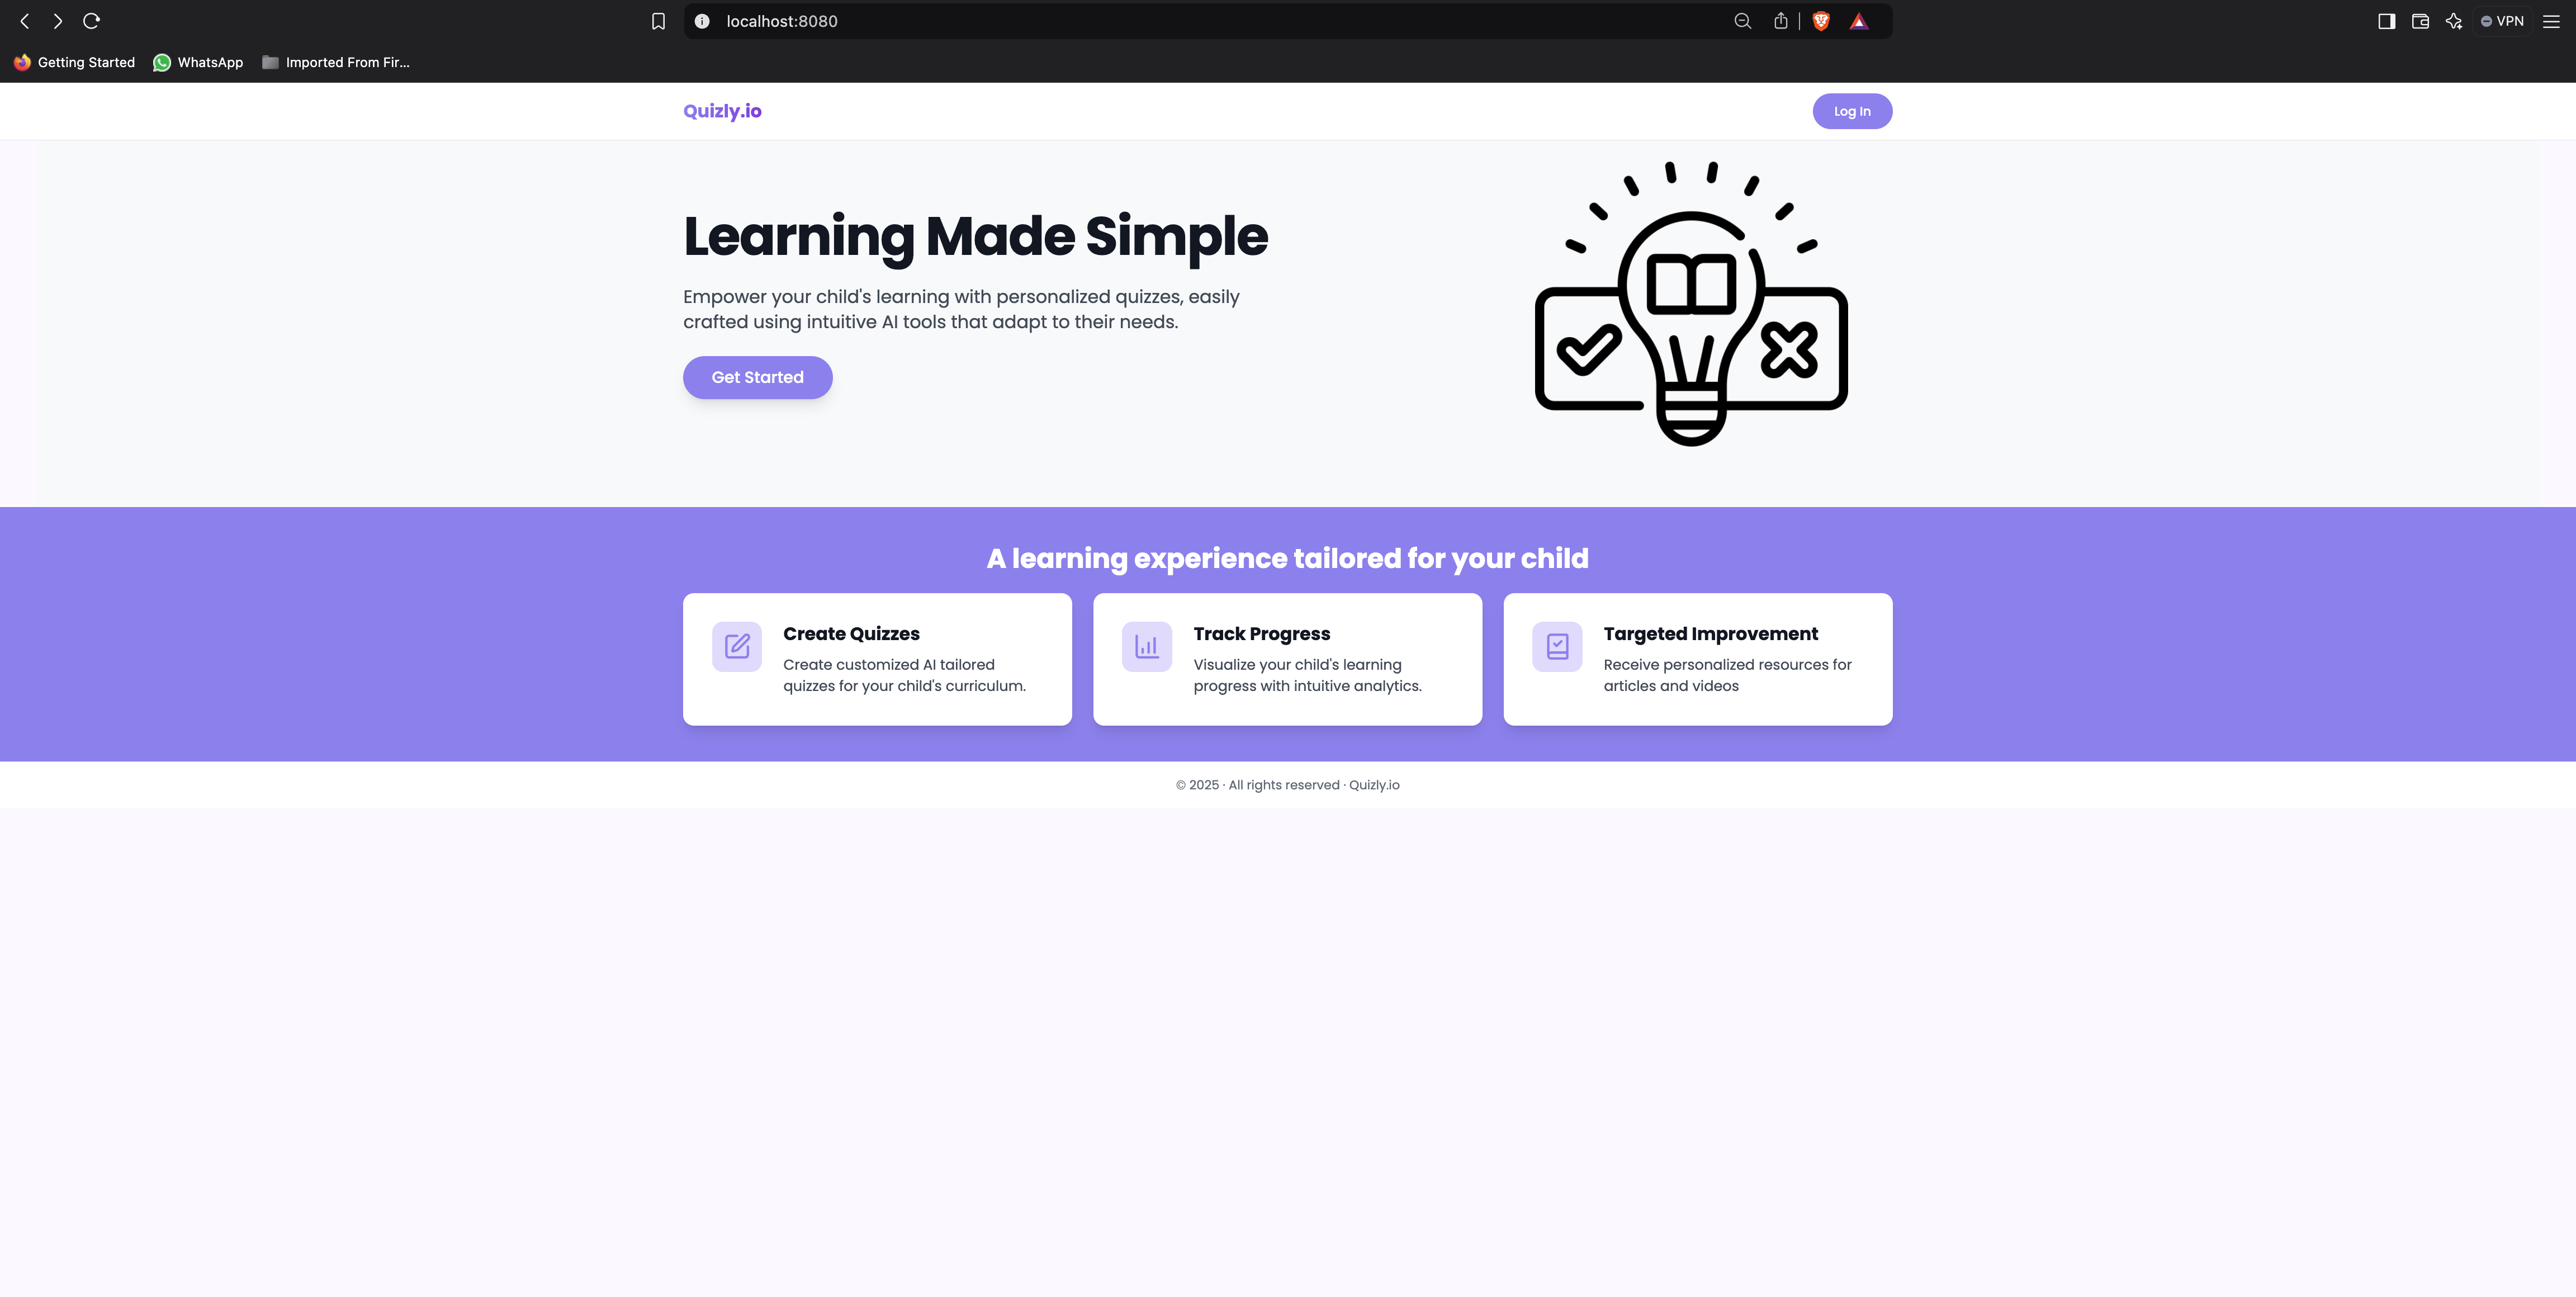 localhost:8080
VPN
Getting Started
WhatsApp
Imported From Fir...
Quizly.io
Log In
Learning Made Simple
Empower your child's learning with personalized quizzes, easily
crafted using intuitive AI tools that adapt to their needs.
Get Started
A learning experience tailored for your child
Create Quizzes
Create customized AI tailored
quizzes for your child's curriculum.
Track Progress
Visualize your child's learning
progress with intuitive analytics.
Targeted Improvement
Receive personalized resources for
articles and videos
© 2025 · All rights reserved · Quizly.io